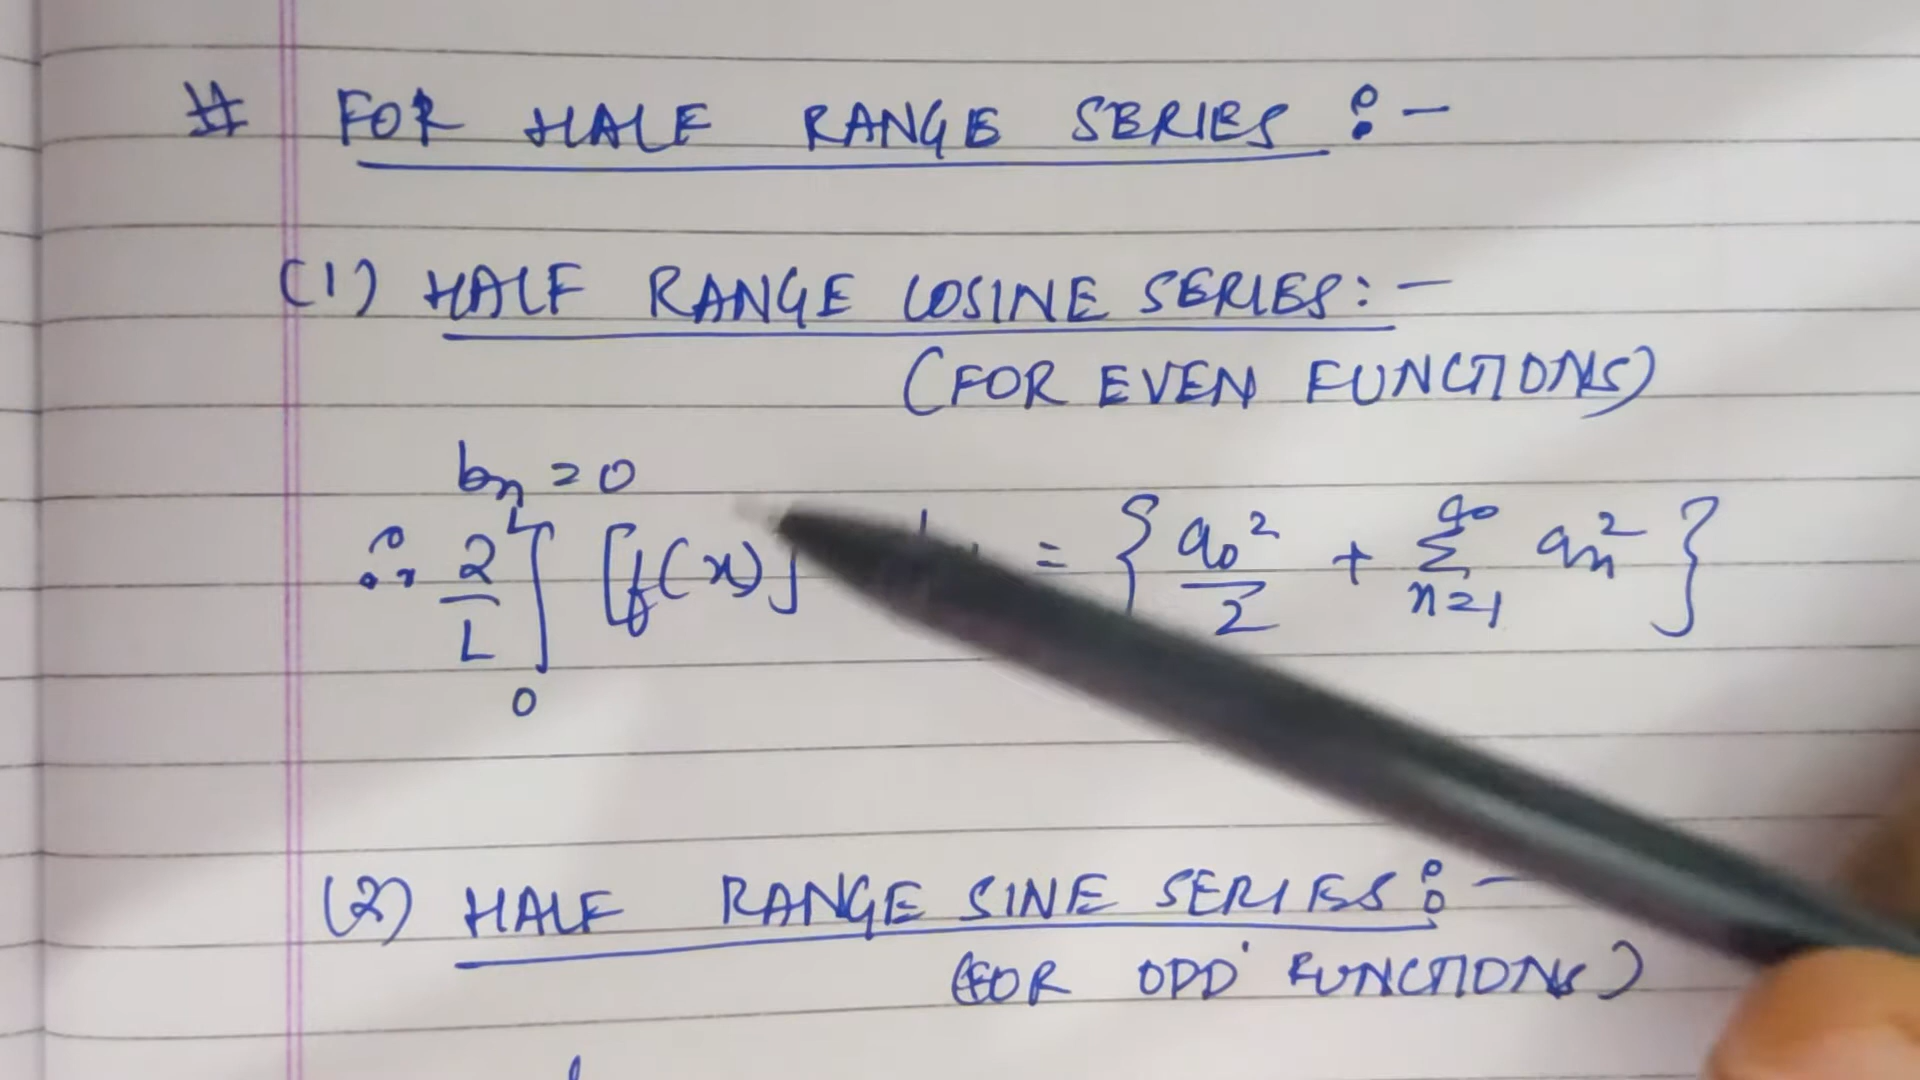 # FOR HALF RANGE SERIES :-
(1) HALF RANGE COSINE SERIES:-
(FOR EVEN FUNCTIONS)
bn = 0
∴ 2/L ∫₀ᴸ [f(x)] = { a₀²/2 + Σₙ₌₁^∞ aₙ² }
(2) HALF RANGE SINE SERIES :-
(FOR ODD FUNCTIONS)